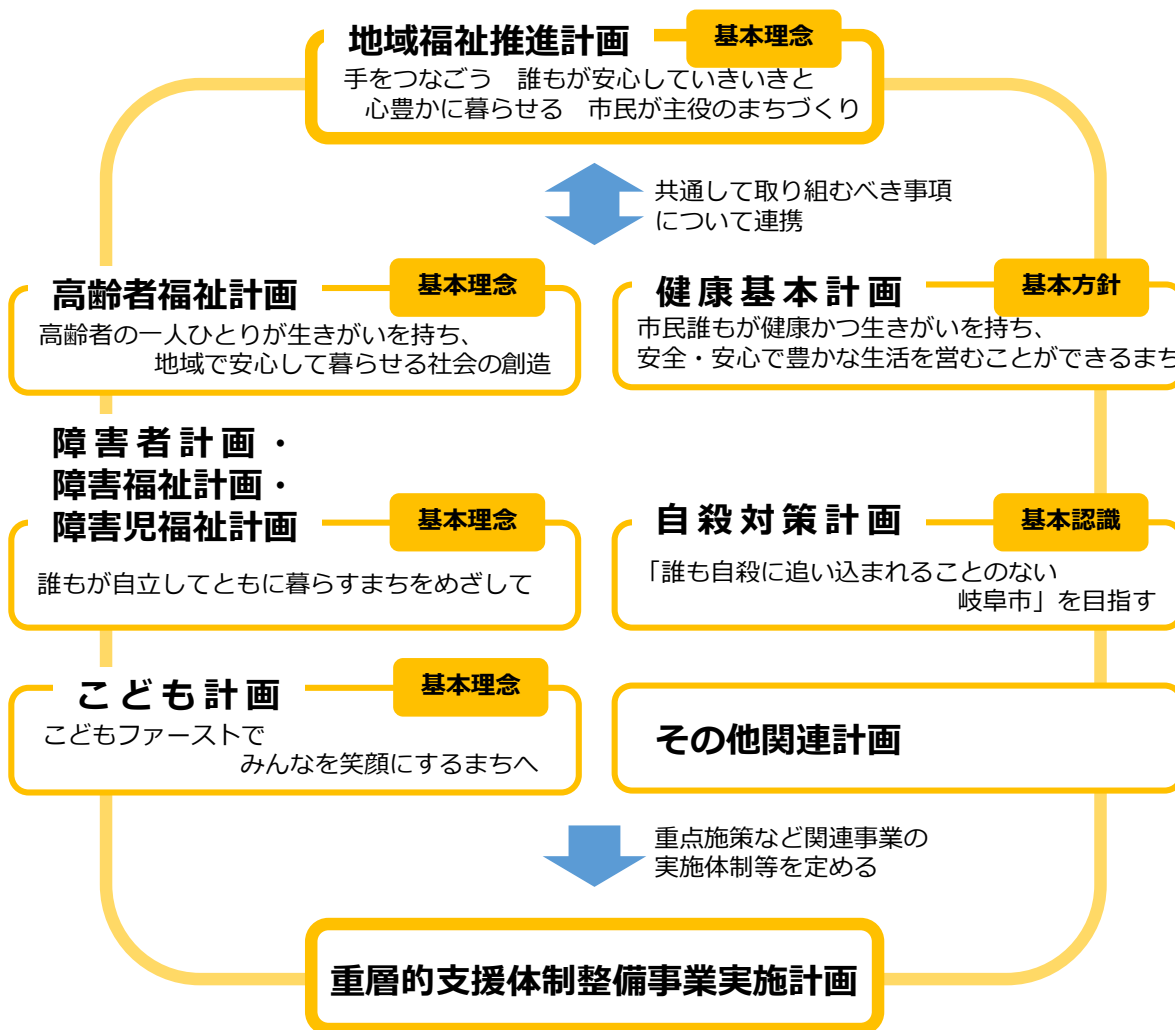 地域福祉推進計画
基本理念
手をつなごう　誰もが安心していきいきと
心豊かに暮らせる　市民が主役のまちづくり
共通して取り組むべき事項
について連携
高齢者福祉計画
基本理念
高齢者の一人ひとりが生きがいを持ち、
地域で安心して暮らせる社会の創造
健康基本計画
基本方針
市民誰もが健康かつ生きがいを持ち、
安全・安心で豊かな生活を営むことができるまち
障害者計画・
障害福祉計画・
障害児福祉計画
基本理念
誰もが自立してともに暮らすまちをめざして
自殺対策計画
基本認識
「誰も自殺に追い込まれることのない
岐阜市」を目指す
こども計画
基本理念
こどもファーストで
みんなを笑顔にするまちへ
その他関連計画
重点施策など関連事業の
実施体制等を定める
重層的支援体制整備事業実施計画